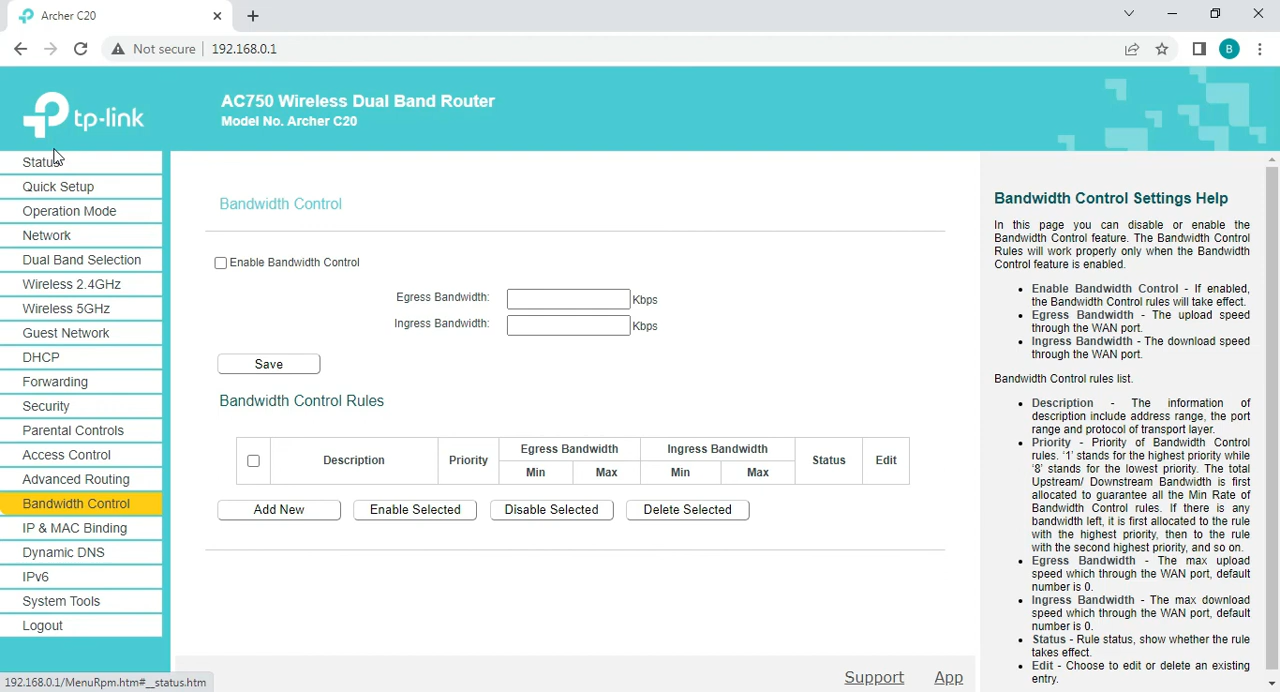 Archer C20
Not secure
192.168.0.1
B
tp-link
AC750 Wireless Dual Band Router
Model No. Archer C20
Status
Quick Setup
Operation Mode
Network
Dual Band Selection
Wireless 2.4GHz
Wireless 5GHz
Guest Network
DHCP
Forwarding
Security
Parental Controls
Access Control
Advanced Routing
Bandwidth Control
IP & MAC Binding
Dynamic DNS
IPv6
System Tools
Logout
192.168.0.1/MenuRpm.htm#__status.htm
Bandwidth Control
Enable Bandwidth Control
Egress Bandwidth: Kbps
Ingress Bandwidth: Kbps
Save
Bandwidth Control Rules
Description Priority Egress Bandwidth Ingress Bandwidth Status Edit
Min Max Min Max
Add New Enable Selected Disable Selected Delete Selected
Support App
Bandwidth Control Settings Help
In this page you can disable or enable the
Bandwidth Control feature. The Bandwidth Control
Rules will work properly only when the Bandwidth
Control feature is enabled.
• Enable Bandwidth Control - If enabled,
the Bandwidth Control rules will take effect.
• Egress Bandwidth - The upload speed
through the WAN port.
• Ingress Bandwidth - The download speed
through the WAN port.
Bandwidth Control rules list.
• Description - The information of
description include address range, the port
range and protocol of transport layer.
• Priority - Priority of Bandwidth Control
rules. '1' stands for the highest priority while
'8' stands for the lowest priority. The total
Upstream/ Downstream Bandwidth is first
allocated to guarantee all the Min Rate of
Bandwidth Control rules. If there is any
bandwidth left, it is first allocated to the rule
with the highest priority, then to the rule
with the second highest priority, and so on.
• Egress Bandwidth - The max upload
speed which through the WAN port, default
number is 0.
• Ingress Bandwidth - The max download
speed which through the WAN port, default
number is 0.
• Status - Rule status, show whether the rule
takes effect.
• Edit - Choose to edit or delete an existing
entry.